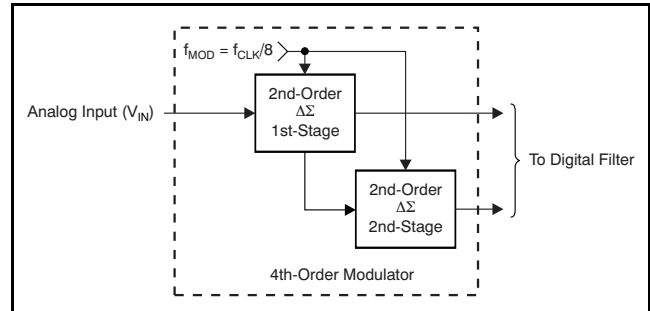 f_MOD = f_CLK/8
2nd-Order
ΔΣ
1st-Stage
Analog Input (V_IN)
To Digital Filter
2nd-Order
ΔΣ
2nd-Stage
4th-Order Modulator